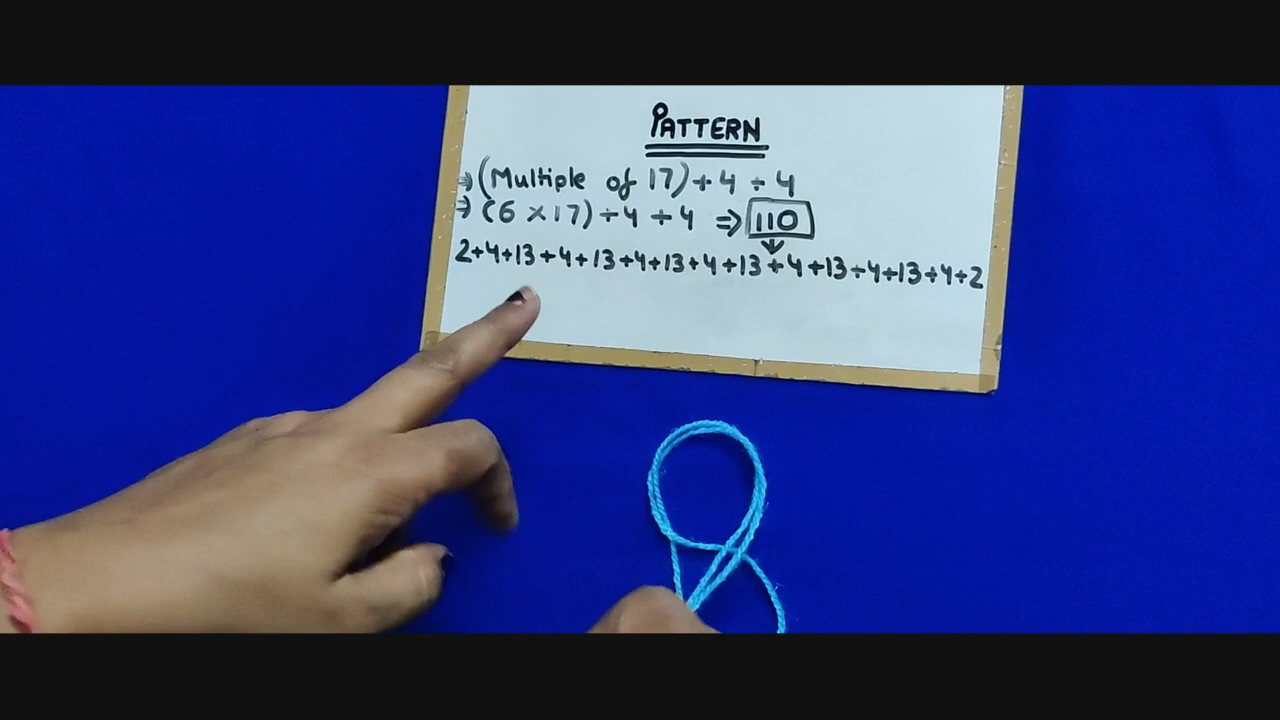 PATTERN
⇒ (Multiple of 17) + 4 + 4
⇒ (6 × 17) + 4 + 4 ⇒ 110
↓
2+4+13+4+13+4+13+4+13+4+13+4+13+4+2